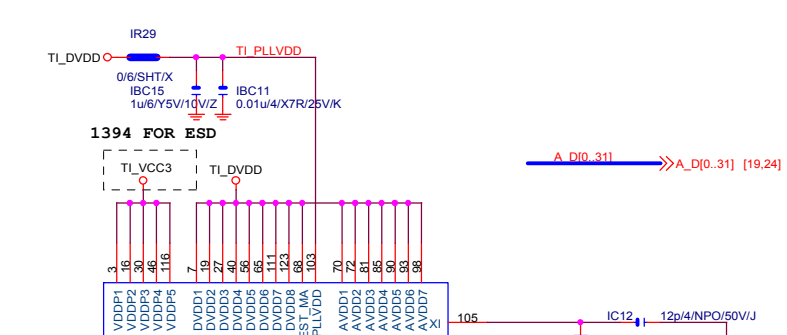 IR29
TI_DVDD
TI_PLLVDD
0/6/SHT/X
IBC15
1u/6/Y5V/10V/Z
IBC11
0.01u/4/X7R/25V/K
1394 FOR ESD
TI_VCC3
TI_DVDD
A_D[0..31]
A_D[0..31] [19,24]
3
16
30
46
116
7
19
27
40
56
65
111
123
68
103
70
72
81
85
90
93
98
VDDP1
VDDP2
VDDP3
VDDP4
VDDP5
DVDD1
DVDD2
DVDD3
DVDD4
DVDD5
DVDD6
DVDD7
DVDD8
EST_MA
PLLVDD
AVDD1
AVDD2
AVDD3
AVDD4
AVDD5
AVDD6
AVDD7
XI
105
IC12
12p/4/NPO/50V/J